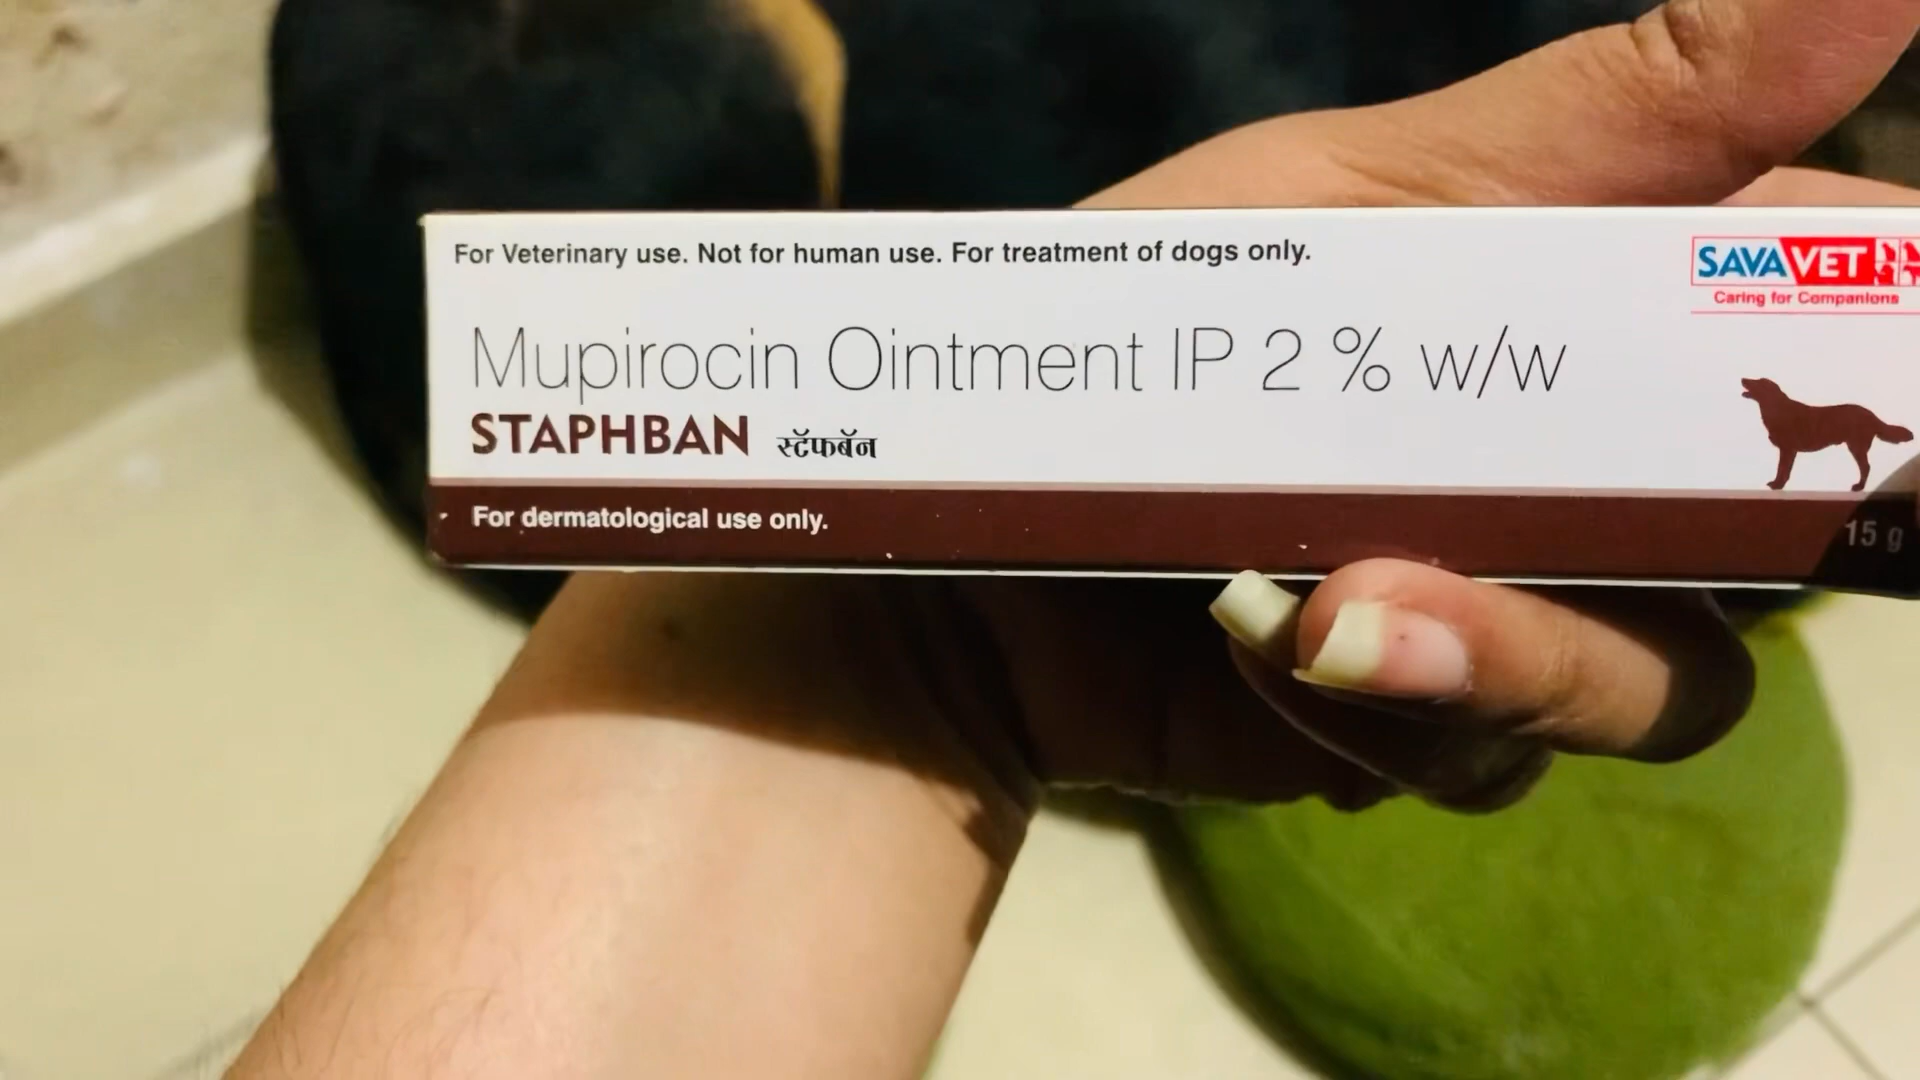 For Veterinary use. Not for human use. For treatment of dogs only.
SAVAVET
Caring for Companions
Mupirocin Ointment IP 2 % w/w
STAPHBAN स्टॅफबॅन
For dermatological use only.
15 g